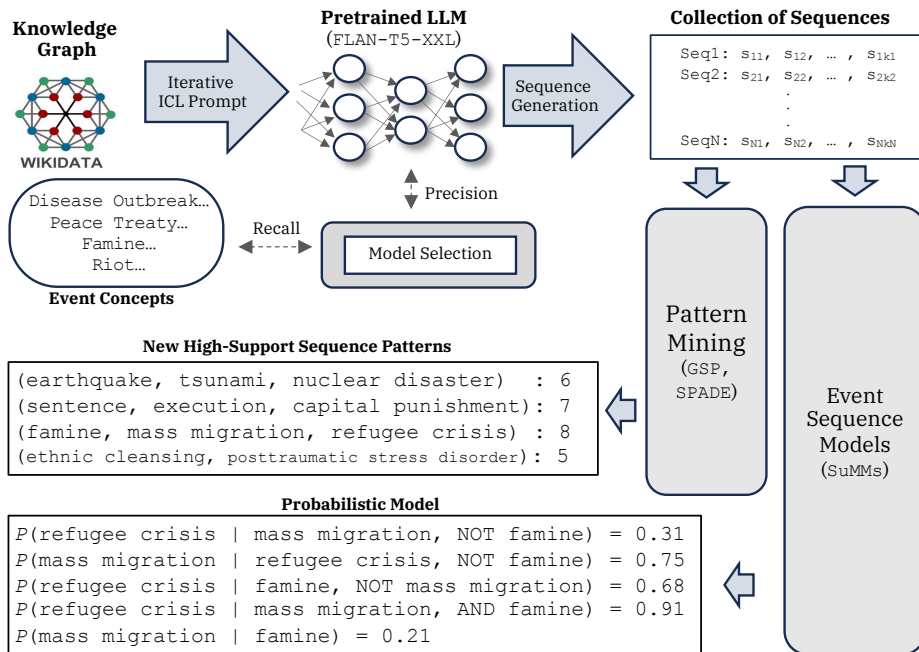 Knowledge
Graph
WIKIDATA
Iterative
ICL Prompt
Pretrained LLM
(FLAN-T5-XXL)
Sequence
Generation
Collection of Sequences
Seq1: s11, s12, … , s1k1
Seq2: s21, s22, … , s2k2
.
.
SeqN: sN1, sN2, … , sNkN
Disease Outbreak…
Peace Treaty…
Famine…
Riot…
Event Concepts
Recall
Precision
Model Selection
Pattern
Mining
(GSP,
SPADE)
Event
Sequence
Models
(SuMMs)
New High-Support Sequence Patterns
(earthquake, tsunami, nuclear disaster) : 6
(sentence, execution, capital punishment): 7
(famine, mass migration, refugee crisis) : 8
(ethnic cleansing, posttraumatic stress disorder): 5
Probabilistic Model
P(refugee crisis | mass migration, NOT famine) = 0.31
P(mass migration | refugee crisis, NOT famine) = 0.75
P(refugee crisis | famine, NOT mass migration) = 0.68
P(refugee crisis | mass migration, AND famine) = 0.91
P(mass migration | famine) = 0.21